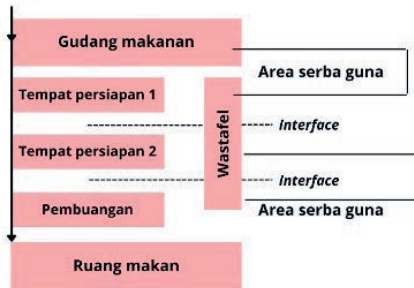 Gudang makanan
Area serba guna
Tempat persiapan 1
Wastafel
Interface
Tempat persiapan 2
Interface
Pembuangan
Area serba guna
Ruang makan